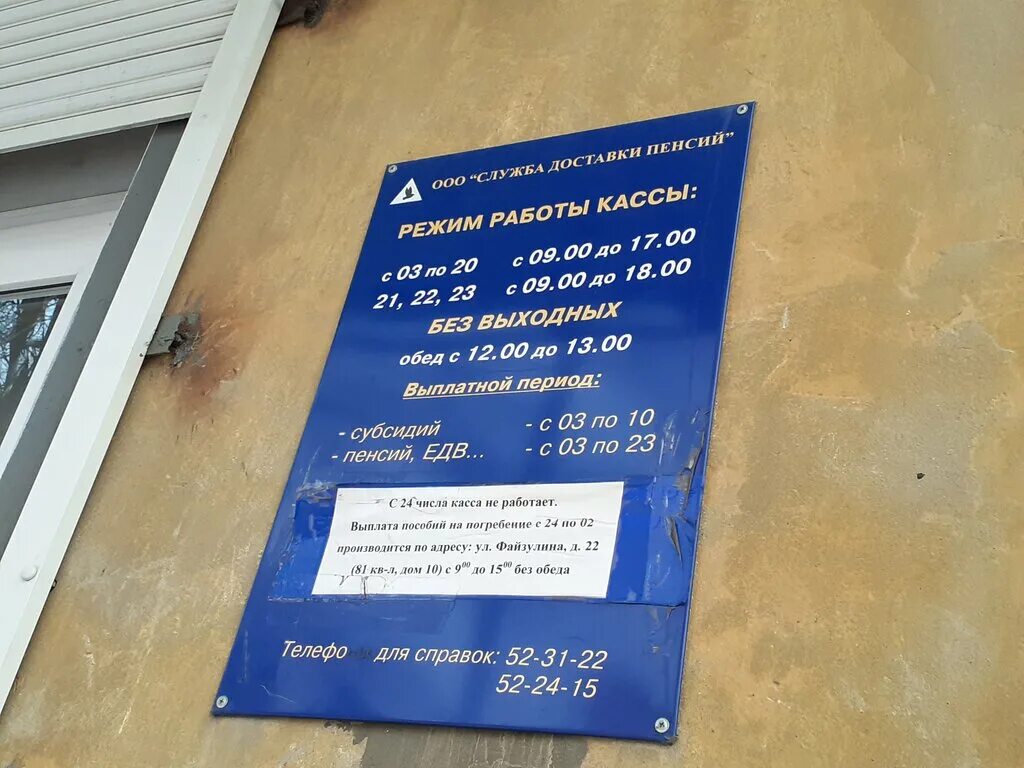 ООО "СЛУЖБА ДОСТАВКИ ПЕНСИЙ"
РЕЖИМ РАБОТЫ КАССЫ:
с 03 по 20 с 09.00 до 17.00
21, 22, 23 с 09.00 до 18.00
БЕЗ ВЫХОДНЫХ
обед с 12.00 до 13.00
Выплатной период:
- субсидий - с 03 по 10
- пенсий, ЕДВ... - с 03 по 23
С 24 числа касса не работает.
Выплата пособий на погребение с 24 по 02
производится по адресу: ул. Файзулина, д. 22
(81 кв-л, дом 10) с 9⁰⁰ до 15⁰⁰ без обеда
Телефо для справок: 52-31-22
52-24-15